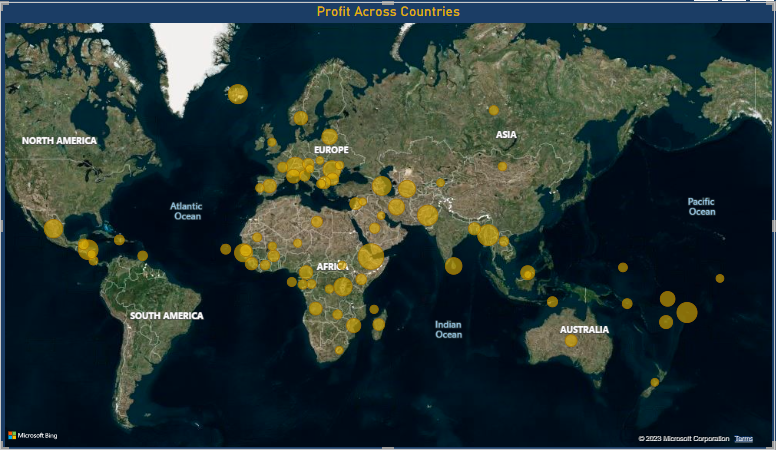 Profit Across Countries
NORTH AMERICA
EUROPE
ASIA
Atlantic
Ocean
Pacific
Ocean
AFRICA
SOUTH AMERICA
Indian
Ocean
AUSTRALIA
Microsoft Bing
© 2023 Microsoft Corporation Terms